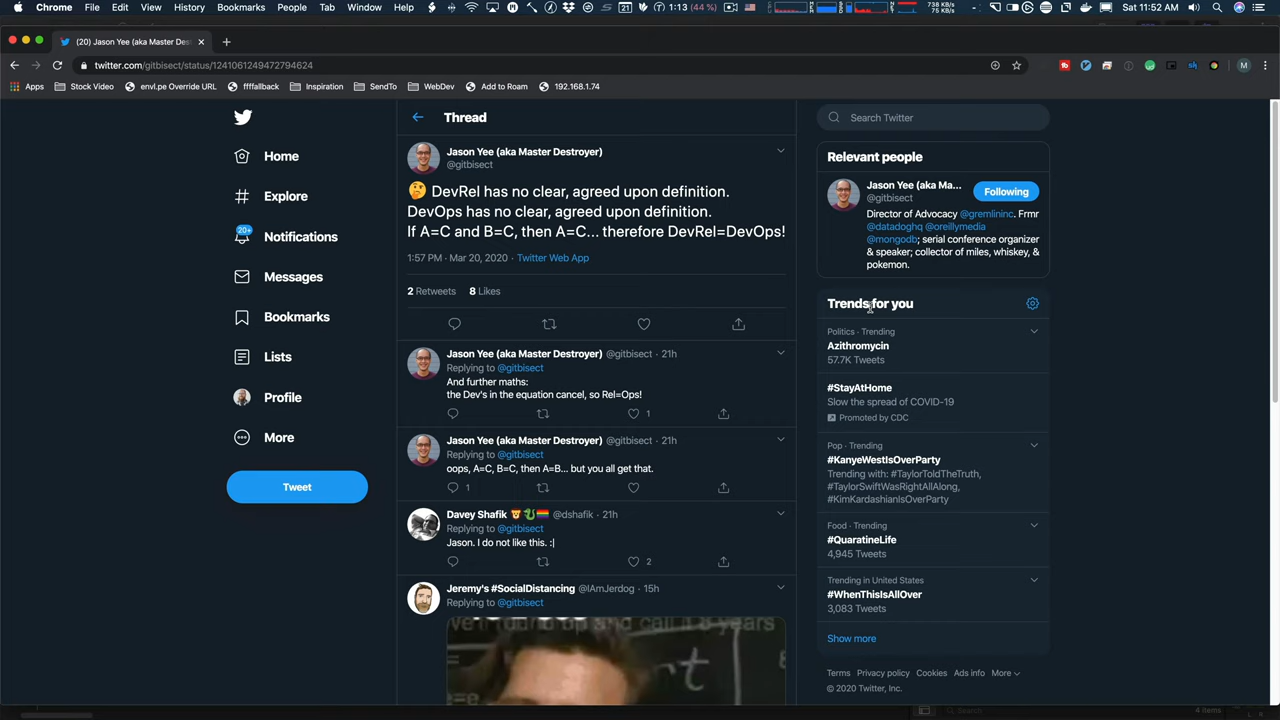 Chrome File Edit View History Bookmarks People Tab Window Help
1:13 (44 %)
738 KB
75 KB
Sat 11:52 AM
(20) Jason Yee (aka Master Des
twitter.com/gitbisect/status/1241061249472794624
M
Apps Stock Video envl.pe Override URL ffffallback Inspiration SendTo WebDev Add to Roam 192.168.1.74
Home
Explore
20+
Notifications
Messages
Bookmarks
Lists
Profile
More
Tweet
Thread
Jason Yee (aka Master Destroyer)
@gitbisect
🤔 DevRel has no clear, agreed upon definition.
DevOps has no clear, agreed upon definition.
If A=C and B=C, then A=C... therefore DevRel=DevOps!
1:57 PM · Mar 20, 2020 · Twitter Web App
2 Retweets 8 Likes
Jason Yee (aka Master Destroyer) @gitbisect · 21h
Replying to @gitbisect
And further maths:
the Dev's in the equation cancel, so Rel=Ops!
1
Jason Yee (aka Master Destroyer) @gitbisect · 21h
Replying to @gitbisect
oops, A=C, B=C, then A=B... but you all get that.
1
Davey Shafik @dshafik · 21h
Replying to @gitbisect
Jason. I do not like this. :|
2
Jeremy's #SocialDistancing @IAmJerdog · 15h
Replying to @gitbisect
Search Twitter
Relevant people
Jason Yee (aka Ma...
@gitbisect
Following
Director of Advocacy @gremlininc. Frmr
@datadoghq @oreillymedia
@mongodb; serial conference organizer
& speaker; collector of miles, whiskey, &
pokemon.
Trends for you
Politics · Trending
Azithromycin
57.7K Tweets
#StayAtHome
Slow the spread of COVID-19
Promoted by CDC
Pop · Trending
#KanyeWestIsOverParty
Trending with: #TaylorToldTheTruth,
#TaylorSwiftWasRightAllAlong,
#KimKardashianIsOverParty
Food · Trending
#QuaratineLife
4,945 Tweets
Trending in United States
#WhenThisIsAllOver
3,083 Tweets
Show more
Terms Privacy policy Cookies Ads info More
© 2020 Twitter, Inc.
Search
4 items